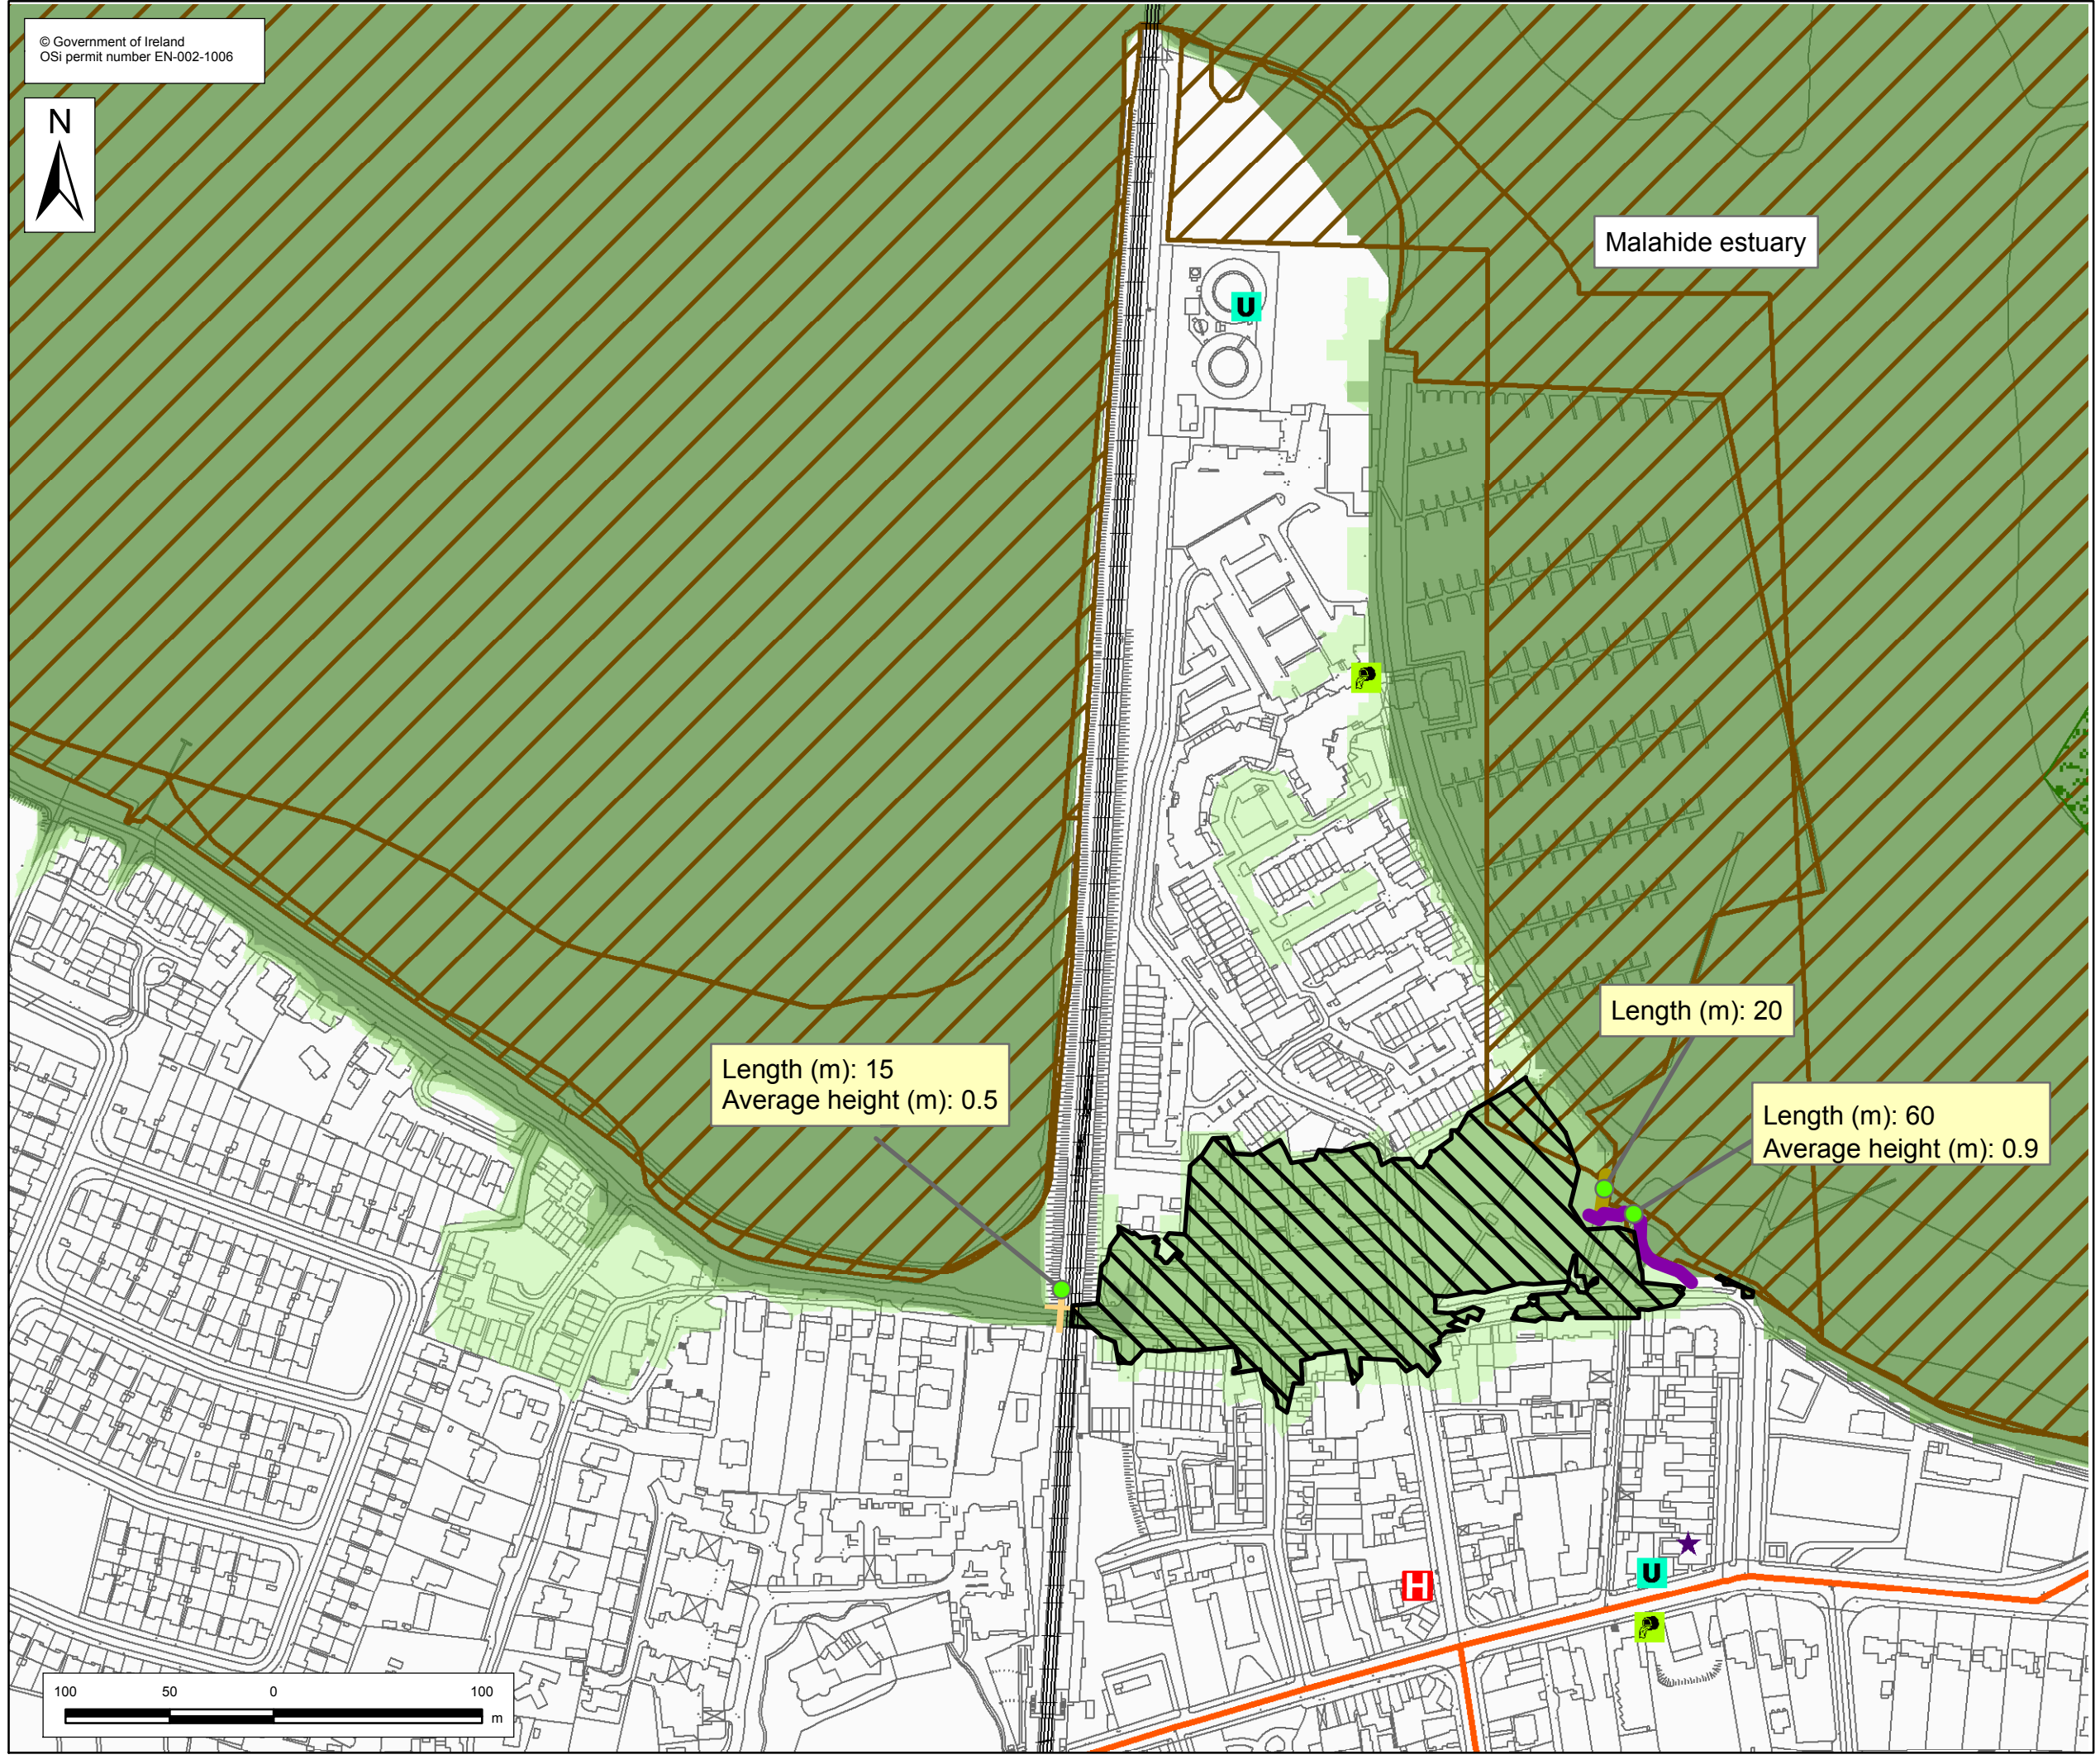 © Government of Ireland
OSi permit number EN-002-1006
N
Malahide estuary
U
Length (m): 20
Length (m): 15
Average height (m): 0.5
Length (m): 60
Average height (m): 0.9
H
U
100 50 0 100
m